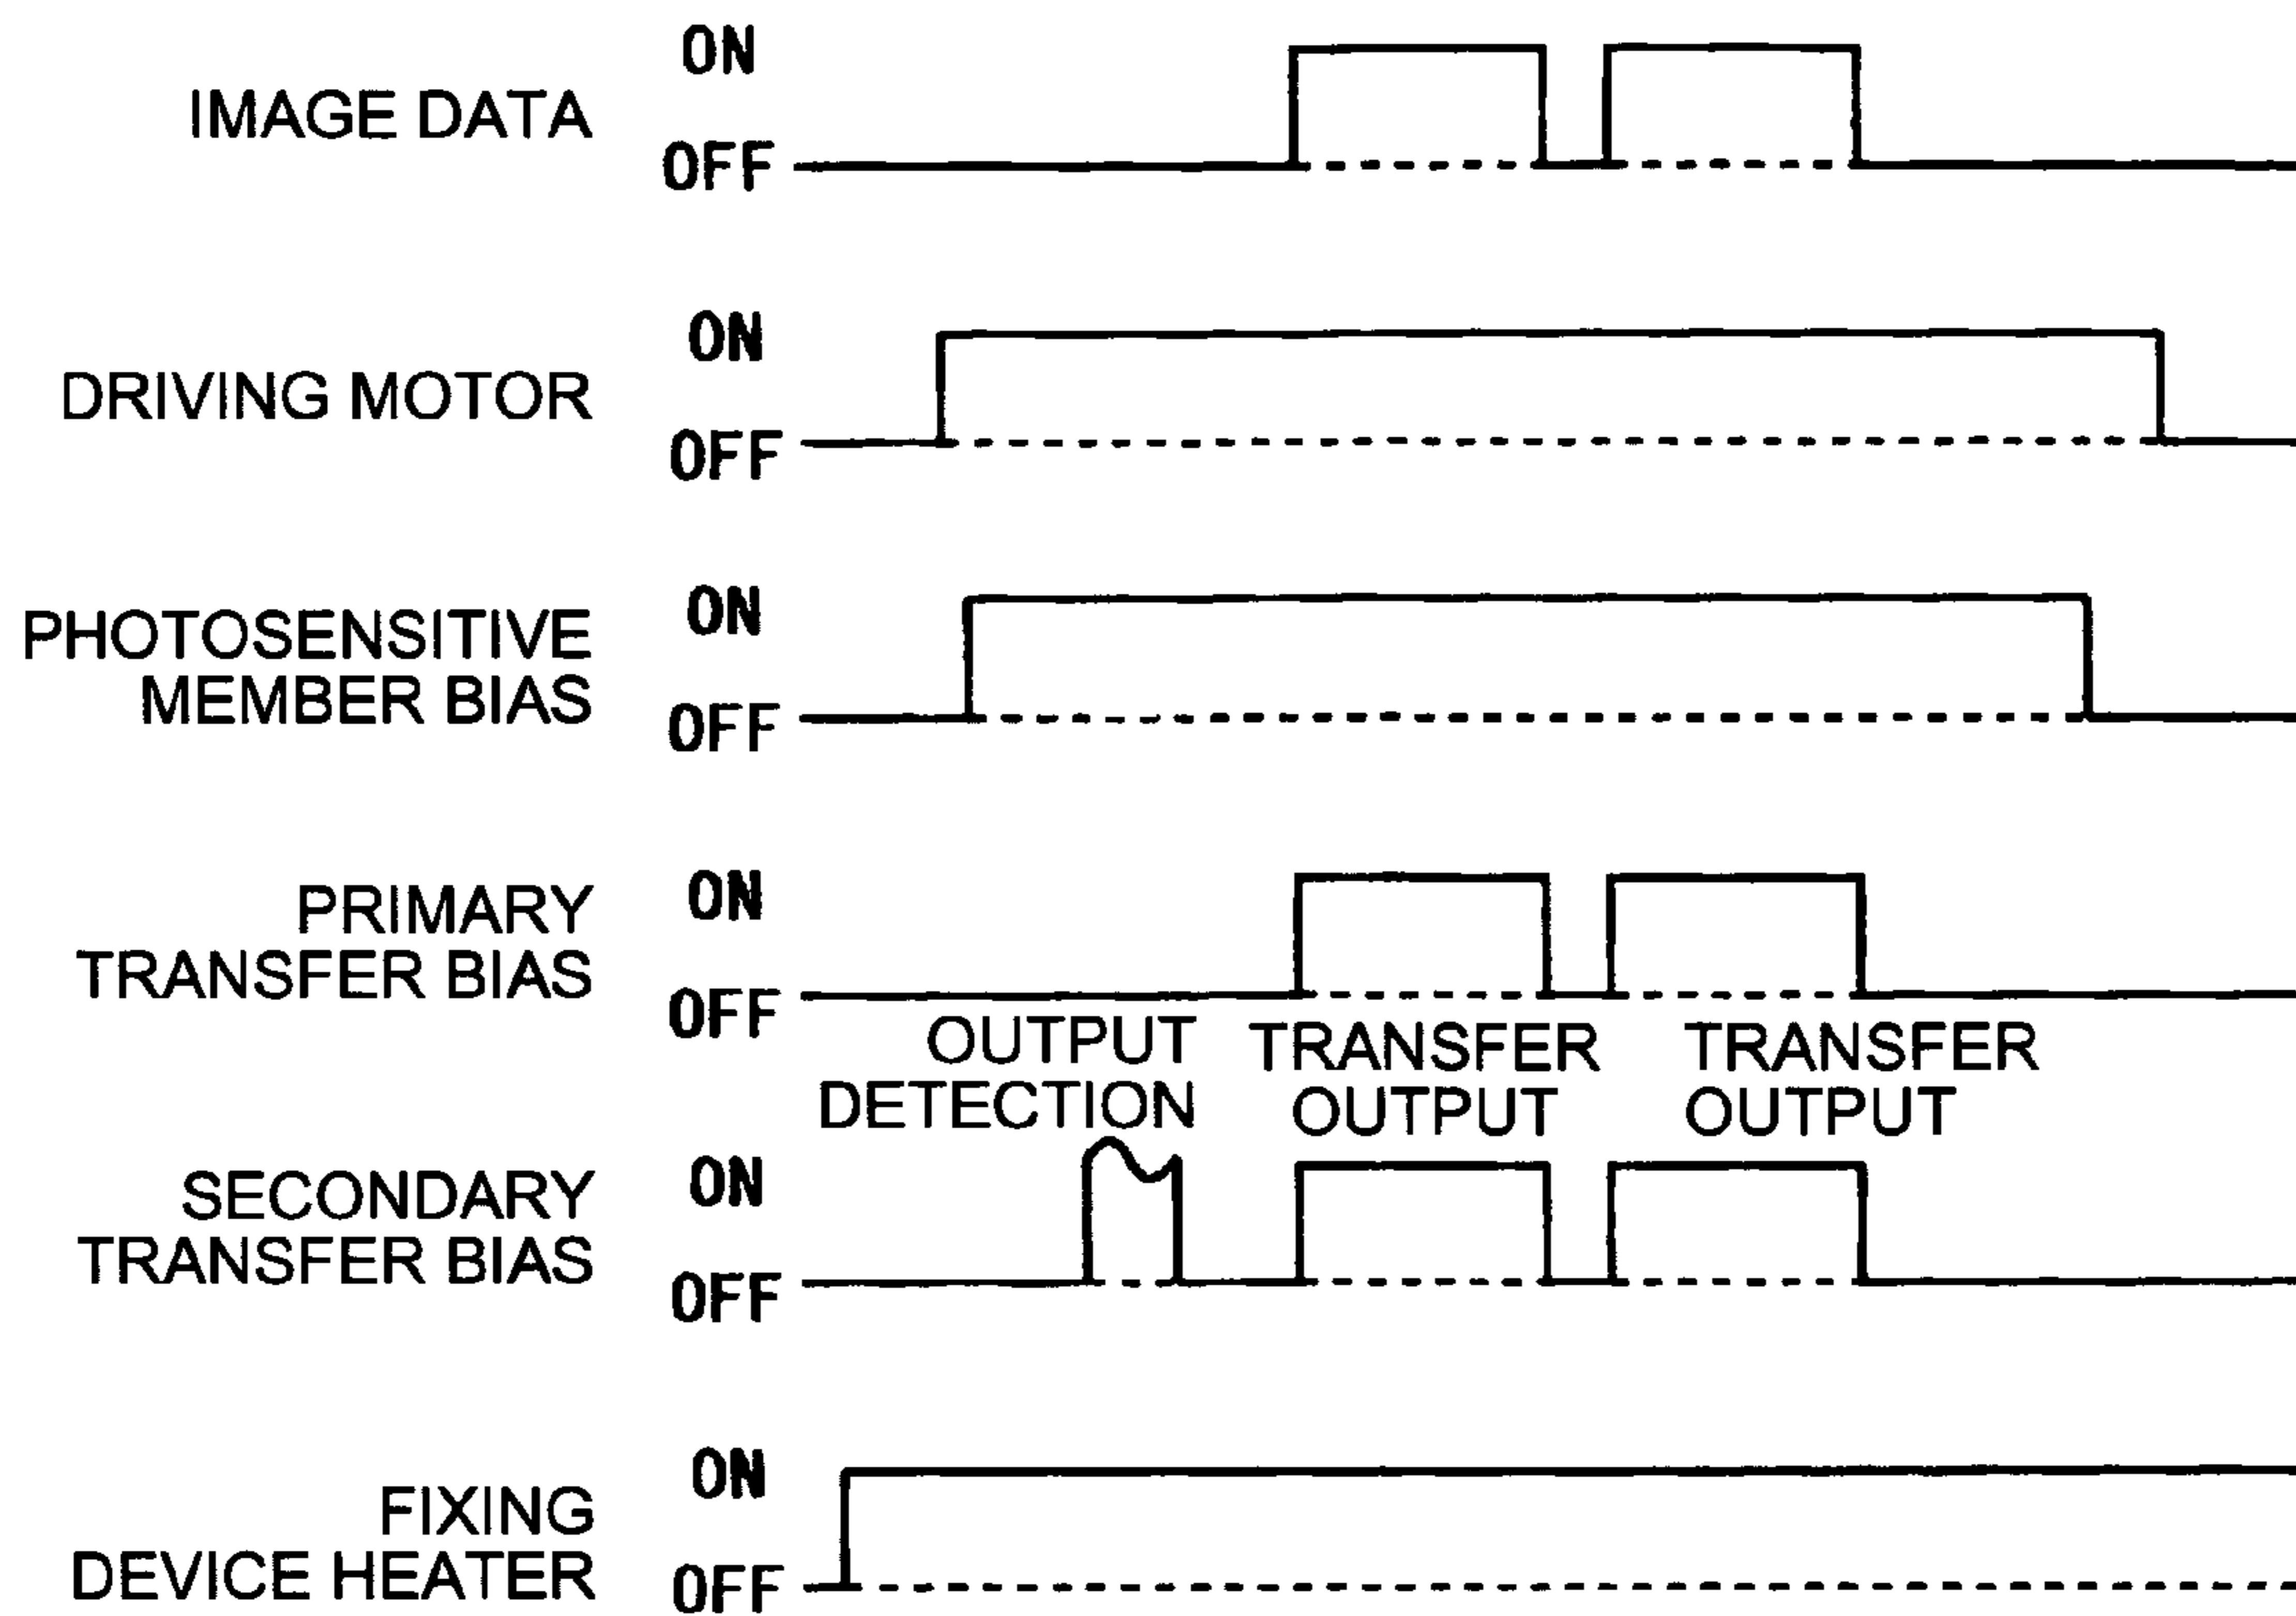 ON
IMAGE DATA
OFF
ON
DRIVING MOTOR
OFF
ON
PHOTOSENSITIVE
MEMBER BIAS
OFF
ON
PRIMARY
TRANSFER BIAS
OFF
OUTPUT
DETECTION
TRANSFER
OUTPUT
TRANSFER
OUTPUT
ON
SECONDARY
TRANSFER BIAS
OFF
ON
FIXING
DEVICE HEATER
OFF